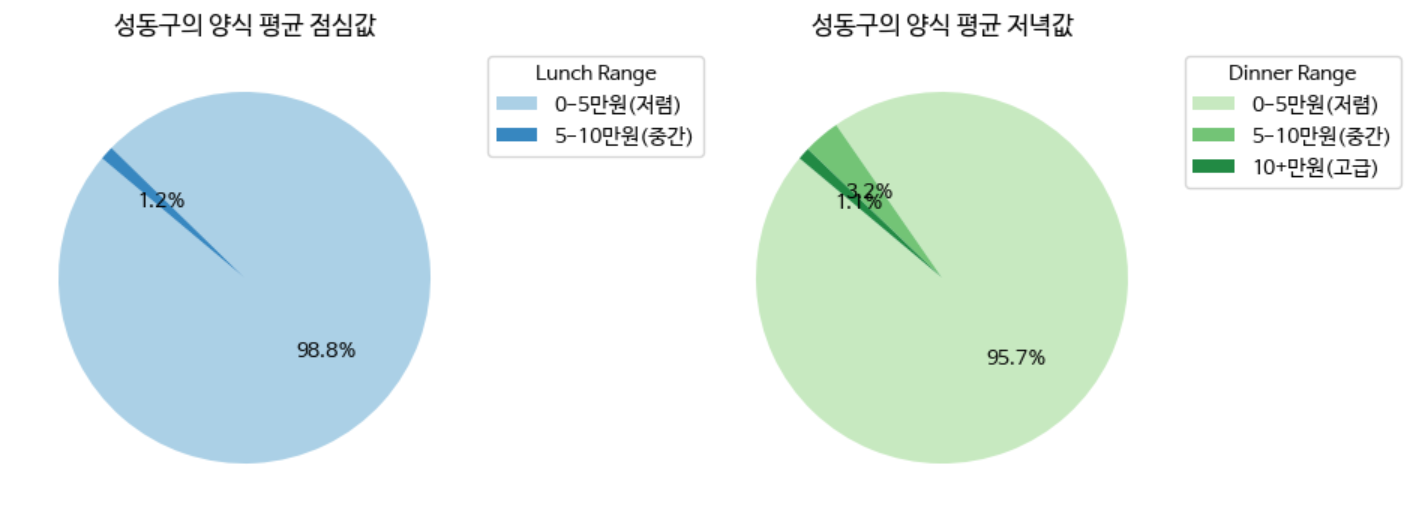 성동구의 양식 평균 점심값
Lunch Range
0-5만원(저렴)
5-10만원(중간)
1.2%
98.8%
성동구의 양식 평균 저녁값
Dinner Range
0-5만원(저렴)
5-10만원(중간)
10+만원(고급)
3.2%
1.1%
95.7%